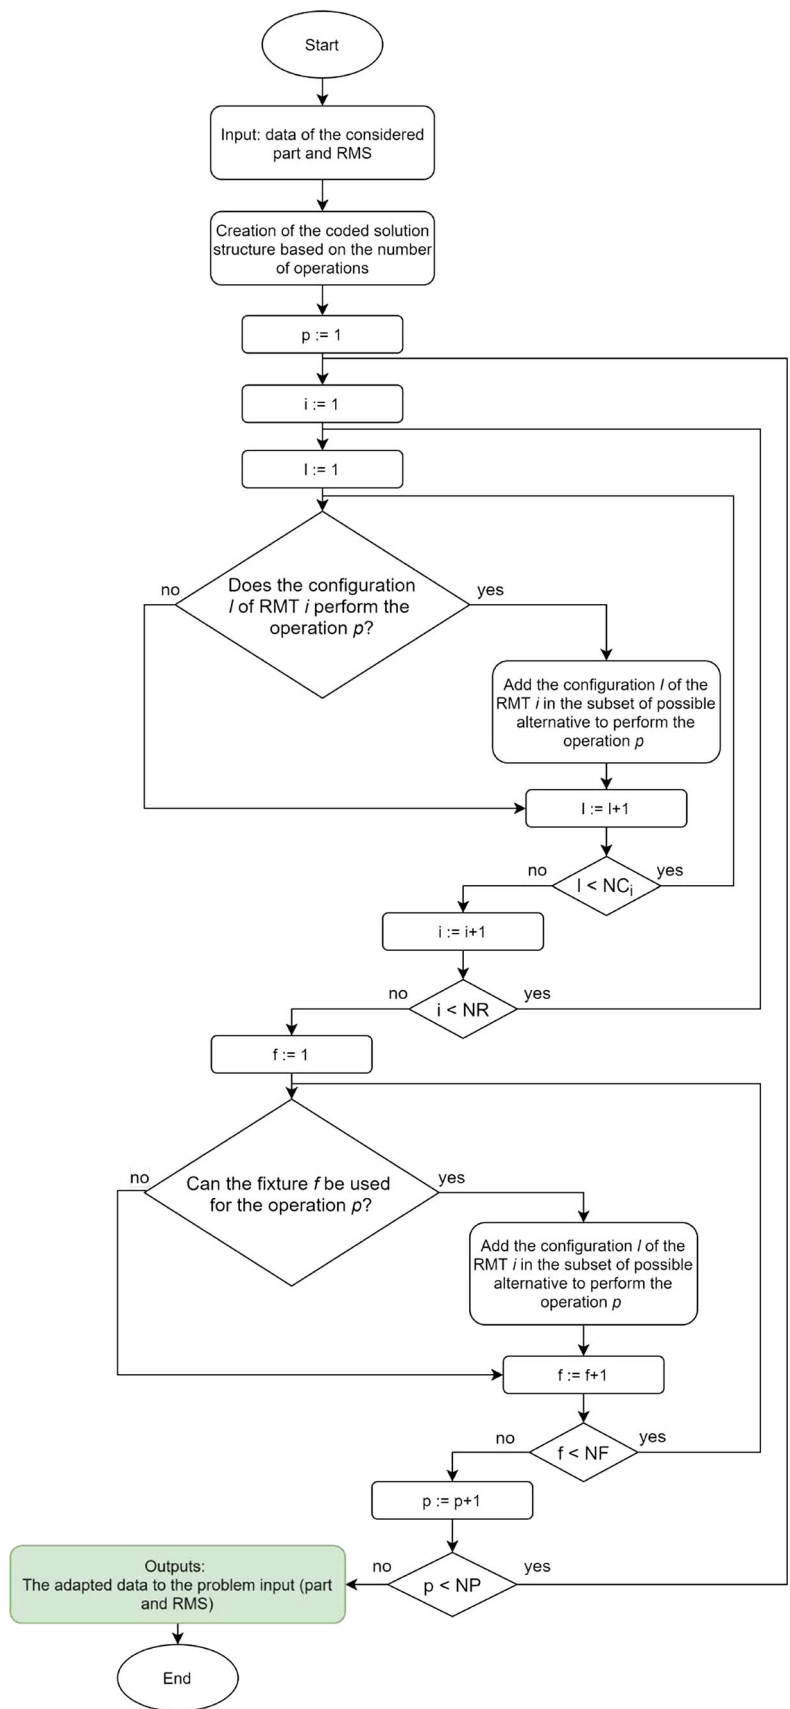 Start
Input: data of the considered
part and RMS
Creation of the coded solution
structure based on the number
of operations
p := 1
i := 1
l := 1
Does the configuration
l of RMT i perform the
operation p?
no
yes
Add the configuration l of the
RMT i in the subset of possible
alternative to perform the
operation p
l := l+1
l < NCi
no
yes
i := i+1
i < NR
no
yes
f := 1
Can the fixture f be used
for the operation p?
no
yes
Add the configuration l of the
RMT i in the subset of possible
alternative to perform the
operation p
f := f+1
f < NF
no
yes
p := p+1
p < NP
no
yes
Outputs:
The adapted data to the problem input (part
and RMS)
End